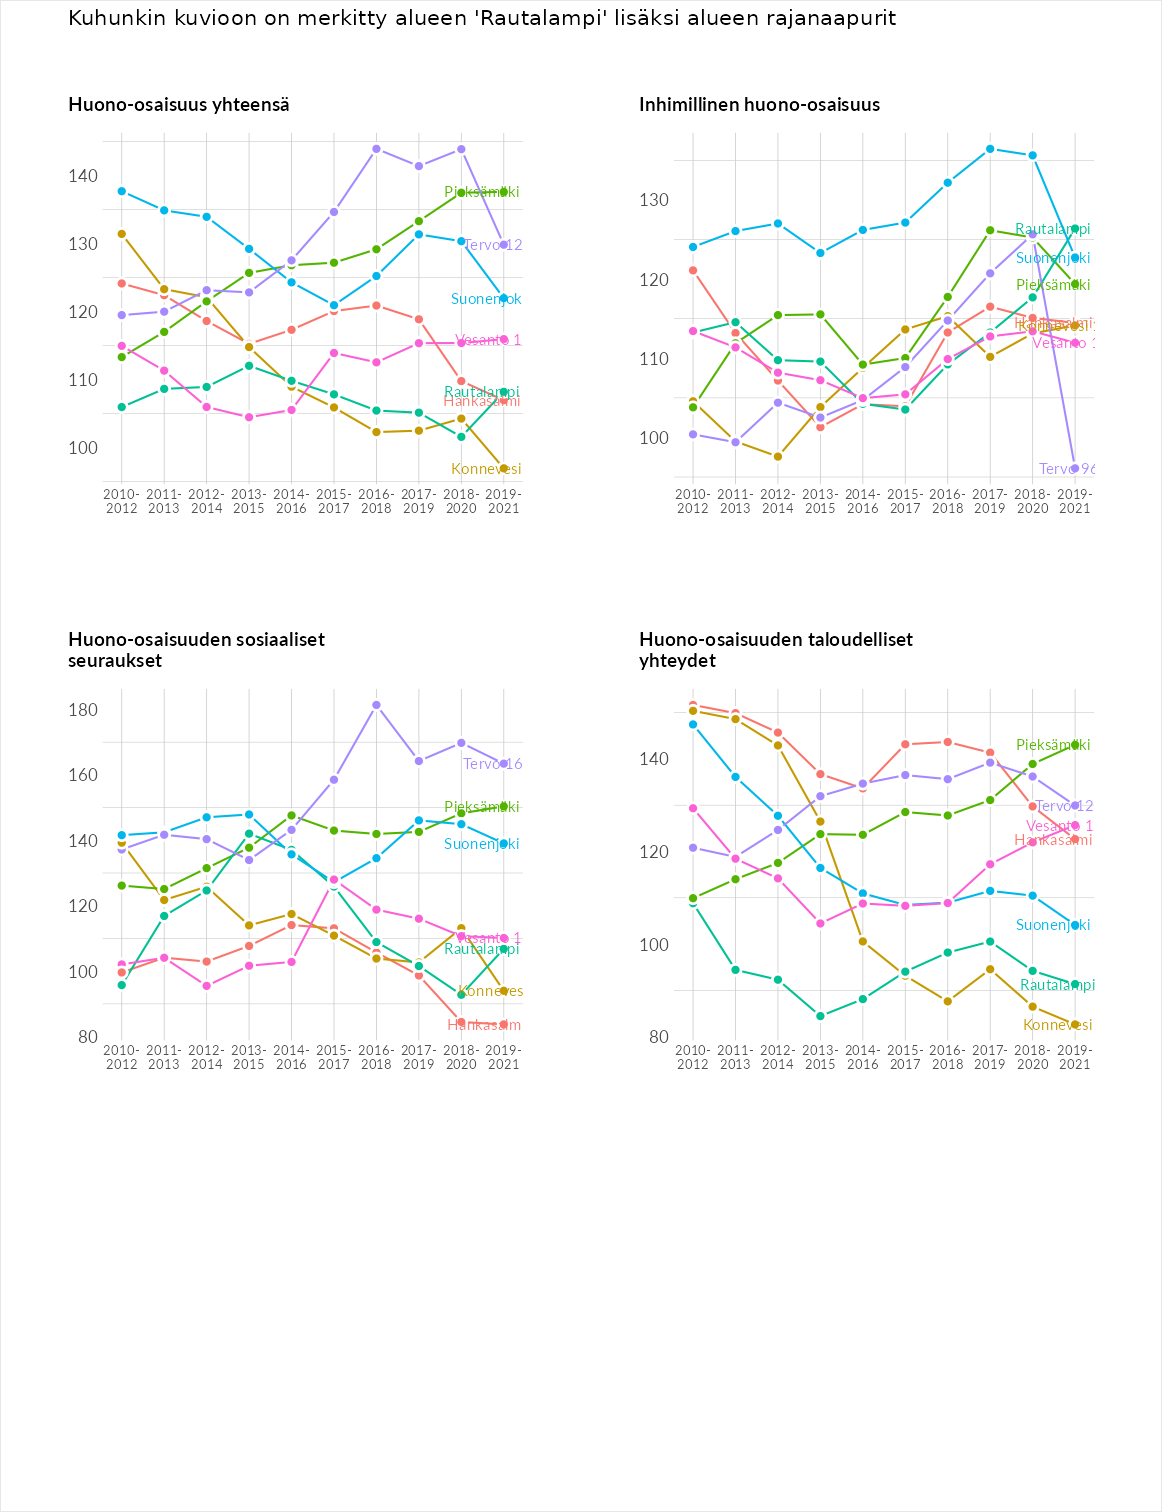 Kuhunkin kuvioon on merkitty alueen 'Rautalampi' lisäksi alueen rajanaapurit
Huono-osaisuus yhteensä
140
130
120
110
100
Pieksämäki
Tervo 12
Suonenjok
Vesanto 1
Rautalampi
Hankasalmi
Konnevesi
2010-2012
2011-2013
2012-2014
2013-2015
2014-2016
2015-2017
2016-2018
2017-2019
2018-2020
2019-2021
Inhimillinen huono-osaisuus
130
120
110
100
Rautalampi
Suonenjoki
Pieksämäki
Hankasalmi
Konnevesi 1
Vesanto 1
Tervo 96
2010-2012
2011-2013
2012-2014
2013-2015
2014-2016
2015-2017
2016-2018
2017-2019
2018-2020
2019-2021
Huono-osaisuuden sosiaaliset
seuraukset
180
160
140
120
100
80
Tervo 16
Pieksämäki
Suonenjoki
Vesanto 1
Rautalampi
Konneves
Hankasalm
2010-2012
2011-2013
2012-2014
2013-2015
2014-2016
2015-2017
2016-2018
2017-2019
2018-2020
2019-2021
Huono-osaisuuden taloudelliset
yhteydet
140
120
100
80
Pieksämäki
Tervo 12
Vesanto 1
Hankasalmi
Suonenjoki
Rautalampi
Konnevesi
2010-2012
2011-2013
2012-2014
2013-2015
2014-2016
2015-2017
2016-2018
2017-2019
2018-2020
2019-2021